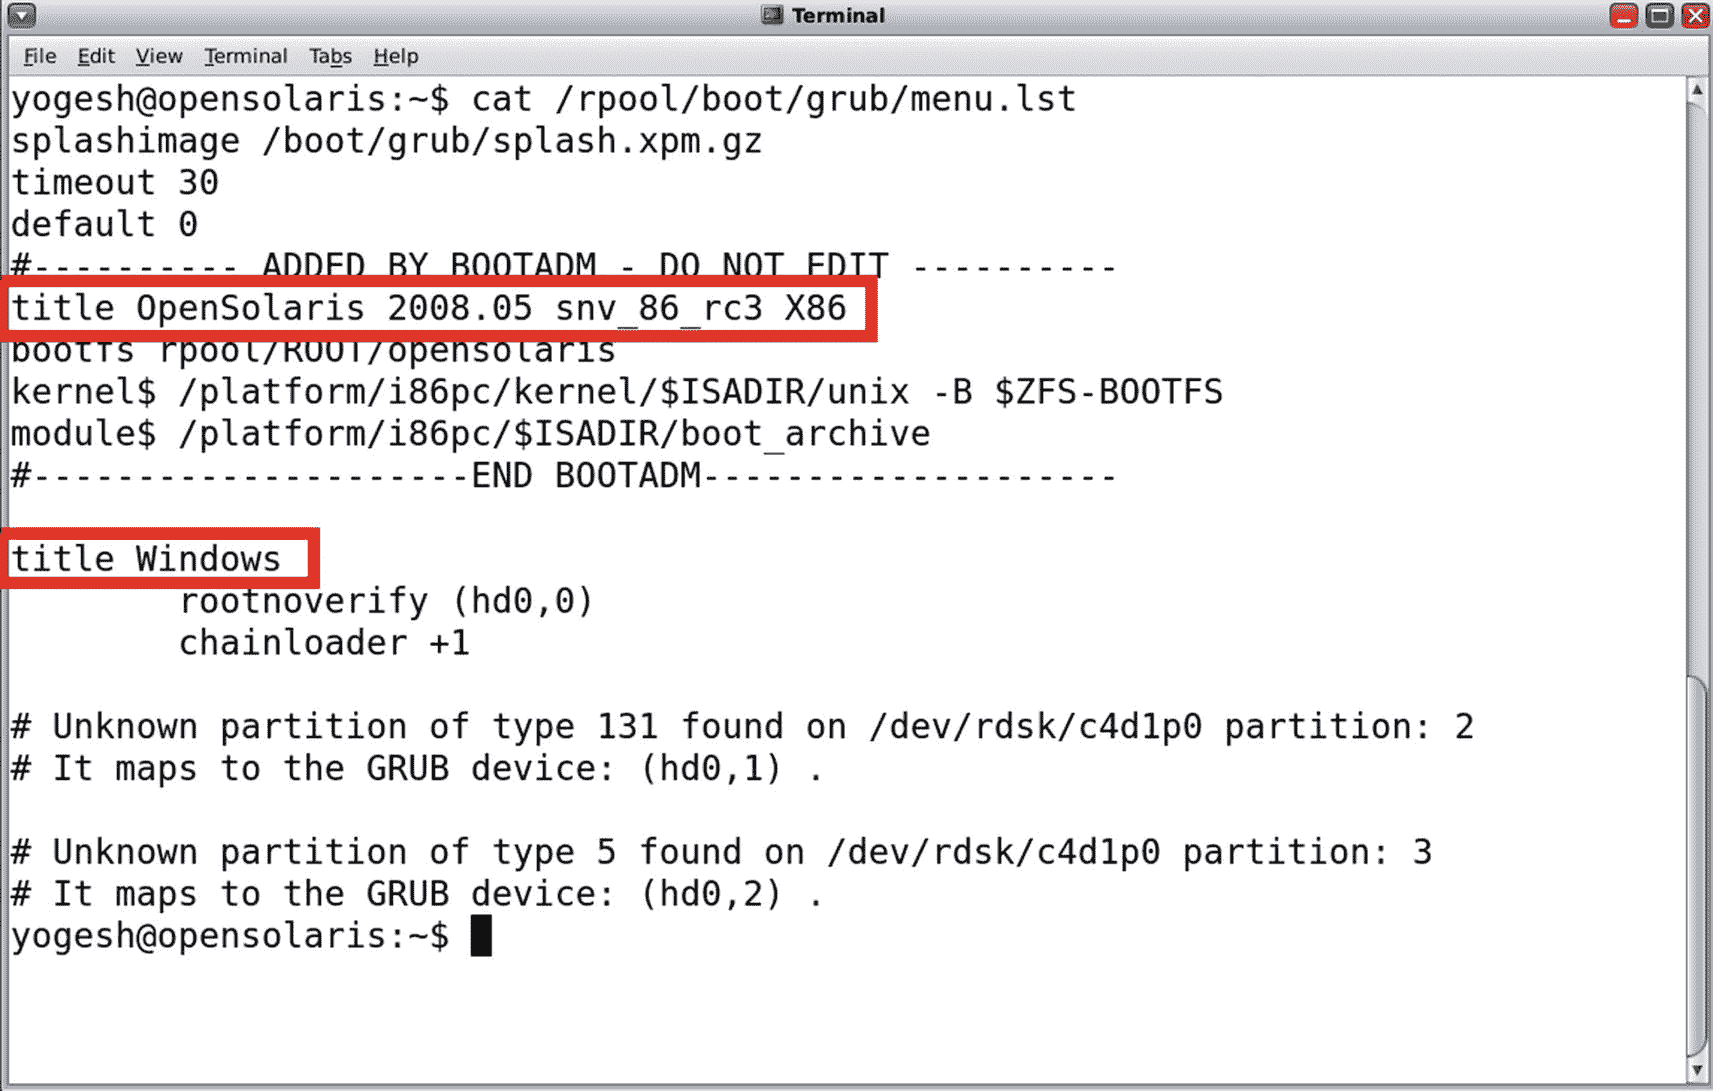 Terminal
File Edit View Terminal Tabs Help
yogesh@opensolaris:~$ cat /rpool/boot/grub/menu.lst
splashimage /boot/grub/splash.xpm.gz
timeout 30
default 0
#---------- ADDED BY BOOTADM - DO NOT EDIT ----------
title OpenSolaris 2008.05 snv_86_rc3 X86
bootfs rpool/ROOT/opensolaris
kernel$ /platform/i86pc/kernel/$ISADIR/unix -B $ZFS-BOOTFS
module$ /platform/i86pc/$ISADIR/boot_archive
#---------------------END BOOTADM--------------------
title Windows
rootnoverify (hd0,0)
chainloader +1
# Unknown partition of type 131 found on /dev/rdsk/c4d1p0 partition: 2
# It maps to the GRUB device: (hd0,1) .
# Unknown partition of type 5 found on /dev/rdsk/c4d1p0 partition: 3
# It maps to the GRUB device: (hd0,2) .
yogesh@opensolaris:~$